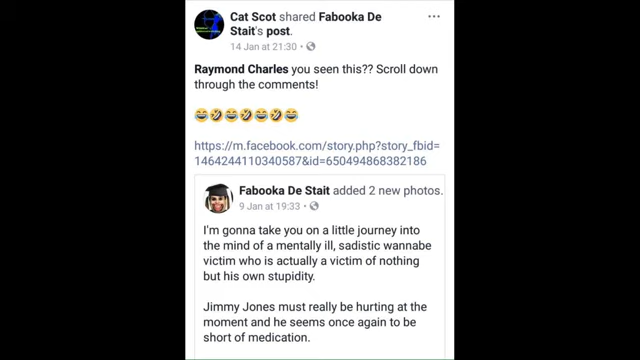 Cat Scot shared Fabooka De
Stait's post.
14 Jan at 21:30 ·
Raymond Charles you seen this?? Scroll down
through the comments!
😂🤣😂🤣😂🤣😂
https://m.facebook.com/story.php?story_fbid=
1464244110340587&id=650494868382186
Fabooka De Stait added 2 new photos.
9 Jan at 19:33 ·
I'm gonna take you on a little journey into
the mind of a mentally ill, sadistic wannabe
victim who is actually a victim of nothing
but his own stupidity.
Jimmy Jones must really be hurting at the
moment and he seems once again to be
short of medication.